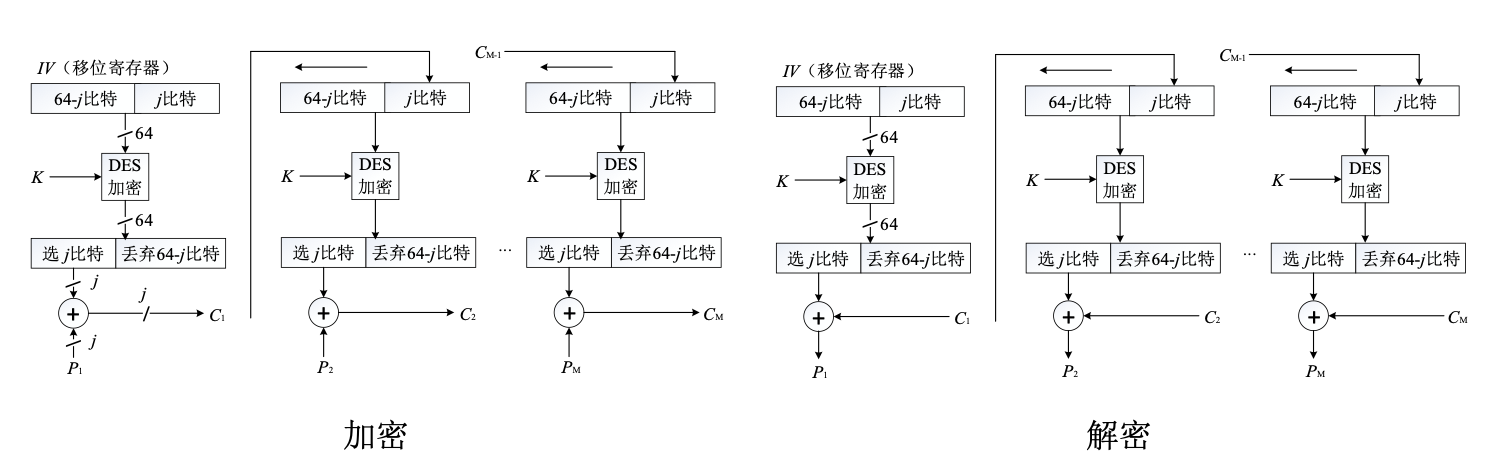 IV（移位寄存器）
64-j比特 j比特
64
K
DES
加密
64
选 j比特 丢弃64-j比特
j
j
C1
j
P1
64-j比特 j比特
K
DES
加密
选 j比特 丢弃64-j比特
C2
P2
...
CM-1
64-j比特 j比特
K
DES
加密
选 j比特 丢弃64-j比特
CM
PM
加密
IV（移位寄存器）
64-j比特 j比特
64
K
DES
加密
64
选 j比特 丢弃64-j比特
C1
P1
64-j比特 j比特
K
DES
加密
选 j比特 丢弃64-j比特
C2
P2
...
CM-1
64-j比特 j比特
K
DES
加密
选 j比特 丢弃64-j比特
CM
PM
解密